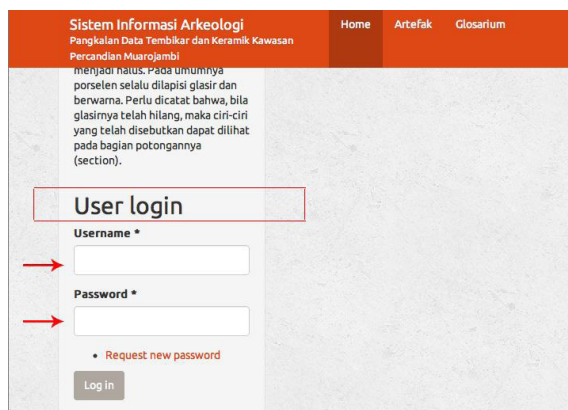 Sistem Informasi Arkeologi
Pangkalan Data Tembikar dan Keramik Kawasan
Percandian Muarojambi
Home Artefak Glosarium
menjadi halus. Pada umumnya
porselen selalu dilapisi glasir dan
berwarna. Perlu dicatat bahwa, bila
glasirnya telah hilang, maka ciri-ciri
yang telah disebutkan dapat dilihat
pada bagian potongannya
(section).
User login
Username *
Password *
Request new password
Log in